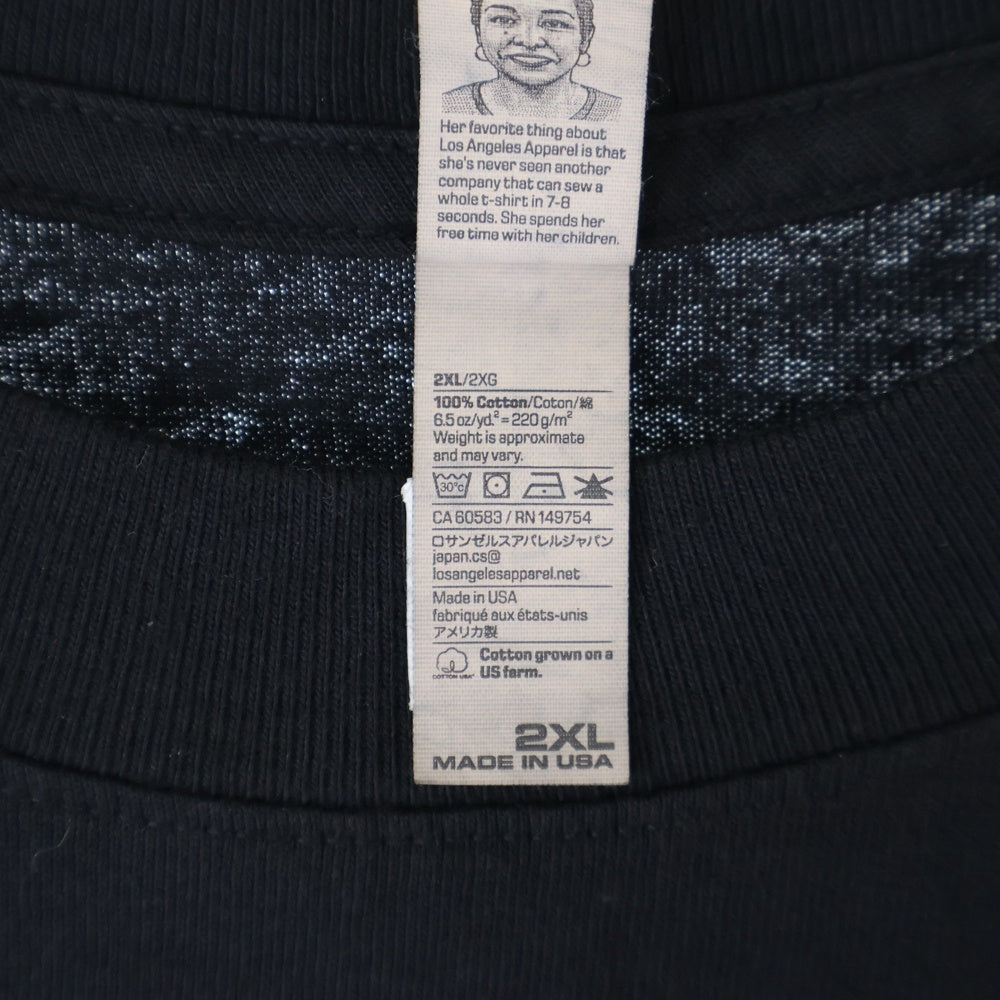 Her favorite thing about
Los Angeles Apparel is that
she's never seen another
company that can sew a
whole t-shirt in 7-8
seconds. She spends her
free time with her children.
2XL/2XG
100% Cotton/Coton/綿
6.5 oz/yd.² = 220 g/m²
Weight is approximate
and may vary.
30°c
CA 60583 / RN 149754
ロサンゼルスアパレルジャパン
japan.cs@
losangelesapparel.net
Made in USA
fabriqué aux états-unis
アメリカ製
Cotton grown on a
US farm.
COTTON USA
2XL
MADE IN USA